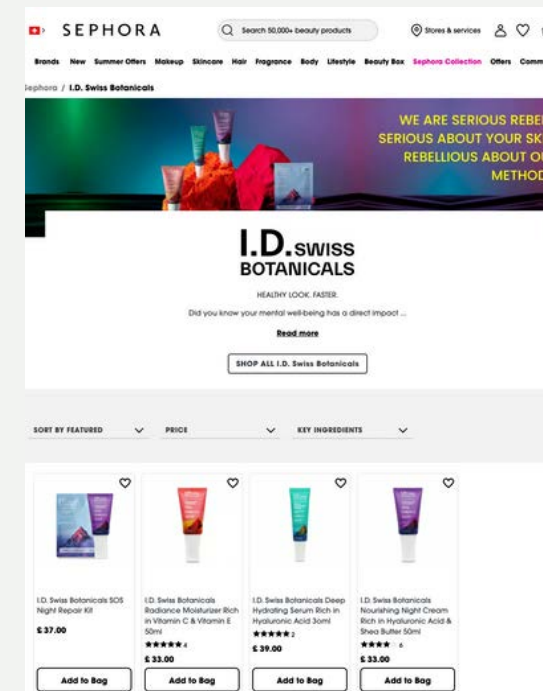 SEPHORA
Search 50,000+ beauty products
Stores & services
Brands New Summer Offers Makeup Skincare Hair Fragrance Body Lifestyle Beauty Box Sephora Collection Offers Comm
Sephora / I.D. Swiss Botanicals
WE ARE SERIOUS REBE
SERIOUS ABOUT YOUR SK
REBELLIOUS ABOUT OU
METHOD
I.D. SWISS
BOTANICALS
HEALTHY LOOK. FASTER.
Did you know your mental well-being has a direct impact ...
Read more
SHOP ALL I.D. Swiss Botanicals
SORT BY FEATURED PRICE KEY INGREDIENTS
I.D. Swiss Botanicals SOS
Night Repair Kit
£ 37.00
Add to Bag
I.D. Swiss Botanicals
Radiance Moisturizer Rich
in Vitamin C & Vitamin E
50ml
4
£ 33.00
Add to Bag
I.D. Swiss Botanicals Deep
Hydrating Serum Rich in
Hyaluronic Acid 30ml
2
£ 39.00
Add to Bag
I.D. Swiss Botanicals
Nourishing Night Cream
Rich in Hyaluronic Acid &
Shea Butter 50ml
6
£ 33.00
Add to Bag